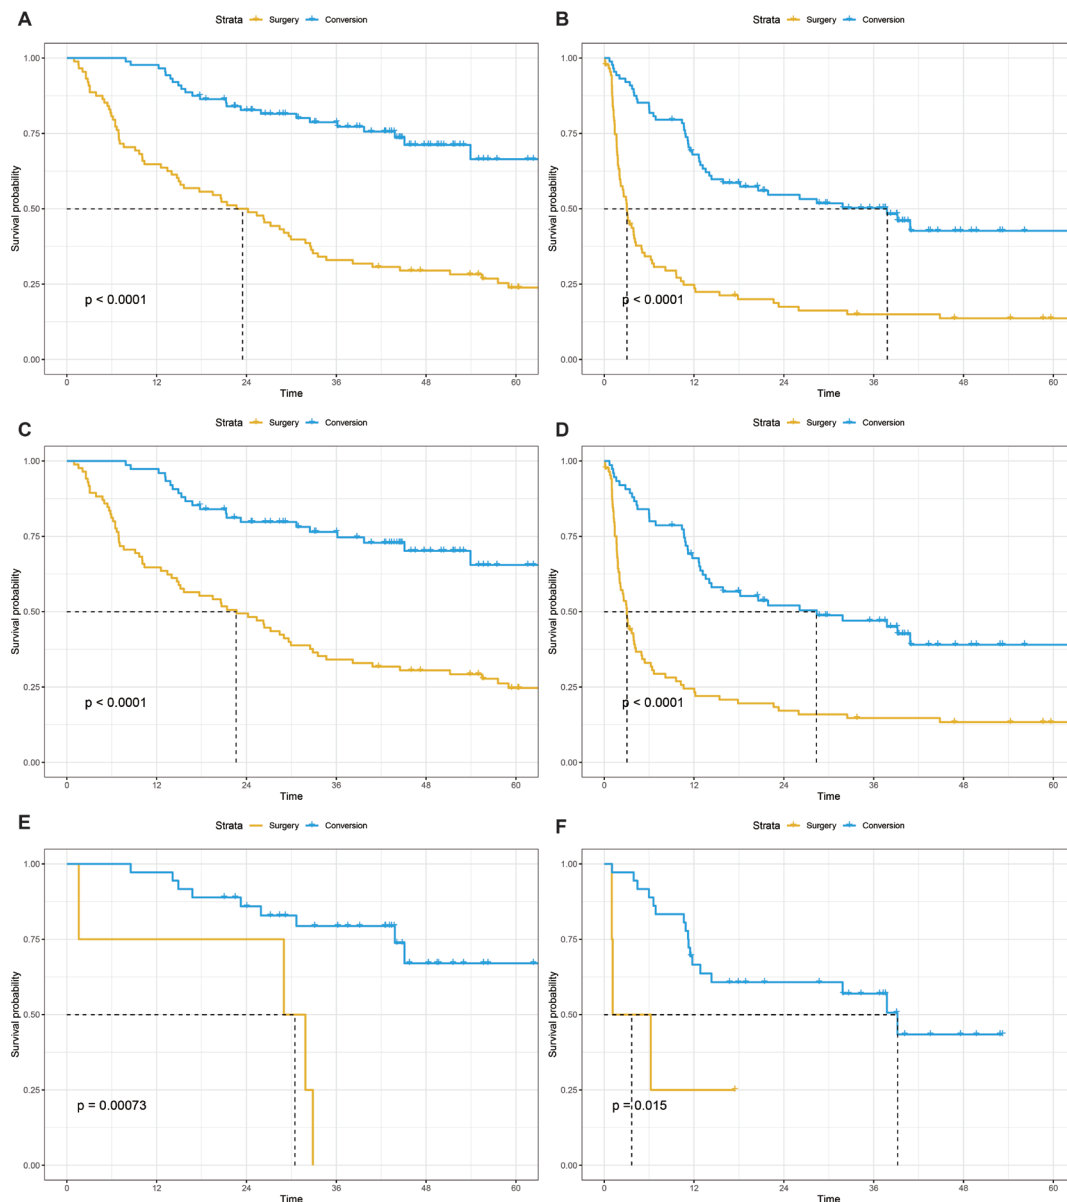 A
Strata Surgery Conversion
1.00
0.75
0.50
0.25
0.00
Survival probability
p < 0.0001
0 12 24 36 48 60
Time
B
Strata Surgery Conversion
1.00
0.75
0.50
0.25
0.00
Survival probability
p < 0.0001
0 12 24 36 48 60
Time
C
Strata Surgery Conversion
1.00
0.75
0.50
0.25
0.00
Survival probability
p < 0.0001
0 12 24 36 48 60
Time
D
Strata Surgery Conversion
1.00
0.75
0.50
0.25
0.00
Survival probability
p < 0.0001
0 12 24 36 48 60
Time
E
Strata Surgery Conversion
1.00
0.75
0.50
0.25
0.00
Survival probability
p = 0.00073
0 12 24 36 48 60
Time
F
Strata Surgery Conversion
1.00
0.75
0.50
0.25
0.00
Survival probability
p = 0.015
0 12 24 36 48 60
Time